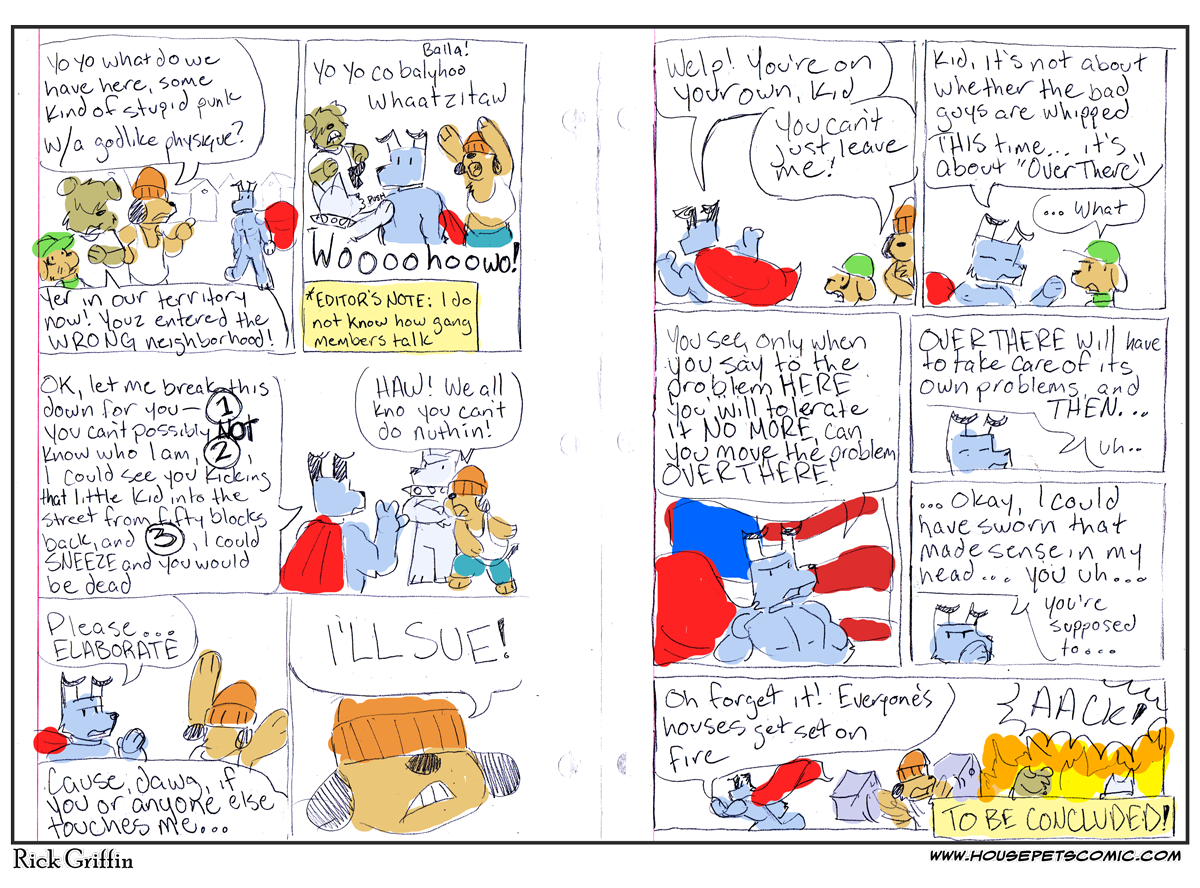 Yo Yo what do we
have here, some
kind of stupid punk
w/a godlike physique?
Yer in our territory
now! Youz entered the
WRONG neighborhood!
Balla!
Yo Yo co balyhoo
Whaatzitaw
PUSH
Woooohoowo!
*EDITOR'S NOTE: I do
not know how gang
members talk
OK, let me break this
down for you— 1
You can't possibly NOT
know who I am, 2,
I could see you kicking
that little kid into the
street from fifty blocks
back, and 3, I could
SNEEZE and you would
be dead
HAW! We all
kno you can't
do nuthin!
Please...
ELABORATE
Cause, dawg, if
you or anyone else
touches me...
I'LL SUE!
Welp! You're on
your own, kid
You can't
just leave
me!
Kid, it's not about
whether the bad
guys are whipped
THIS time... it's
about "Over There"
... What
You see, only when
you say to the
problem HERE
you will tolerate
it NO MORE, can
you move the problem
OVER THERE!
OVER THERE will have
to take care of its
own problems, and
THEN...
uh..
... Okay, I could
have sworn that
made sense in my
head... you uh...
you're
supposed
to....
Oh forget it! Everyone's
houses get set on
fire
AACK!
TO BE CONCLUDED!
Rick Griffin
WWW.HOUSEPETSCOMIC.COM